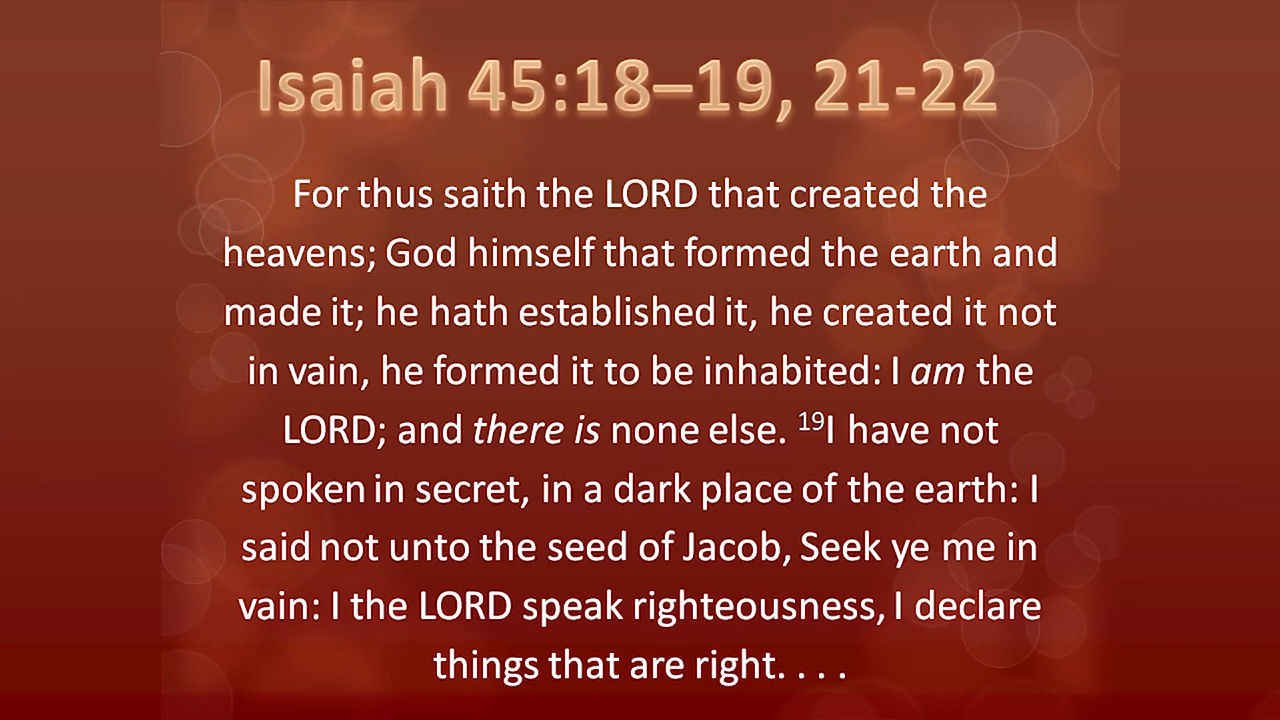 Isaiah 45:18–19, 21-22
For thus saith the LORD that created the
heavens; God himself that formed the earth and
made it; he hath established it, he created it not
in vain, he formed it to be inhabited: I am the
LORD; and there is none else. 19I have not
spoken in secret, in a dark place of the earth: I
said not unto the seed of Jacob, Seek ye me in
vain: I the LORD speak righteousness, I declare
things that are right. . . .